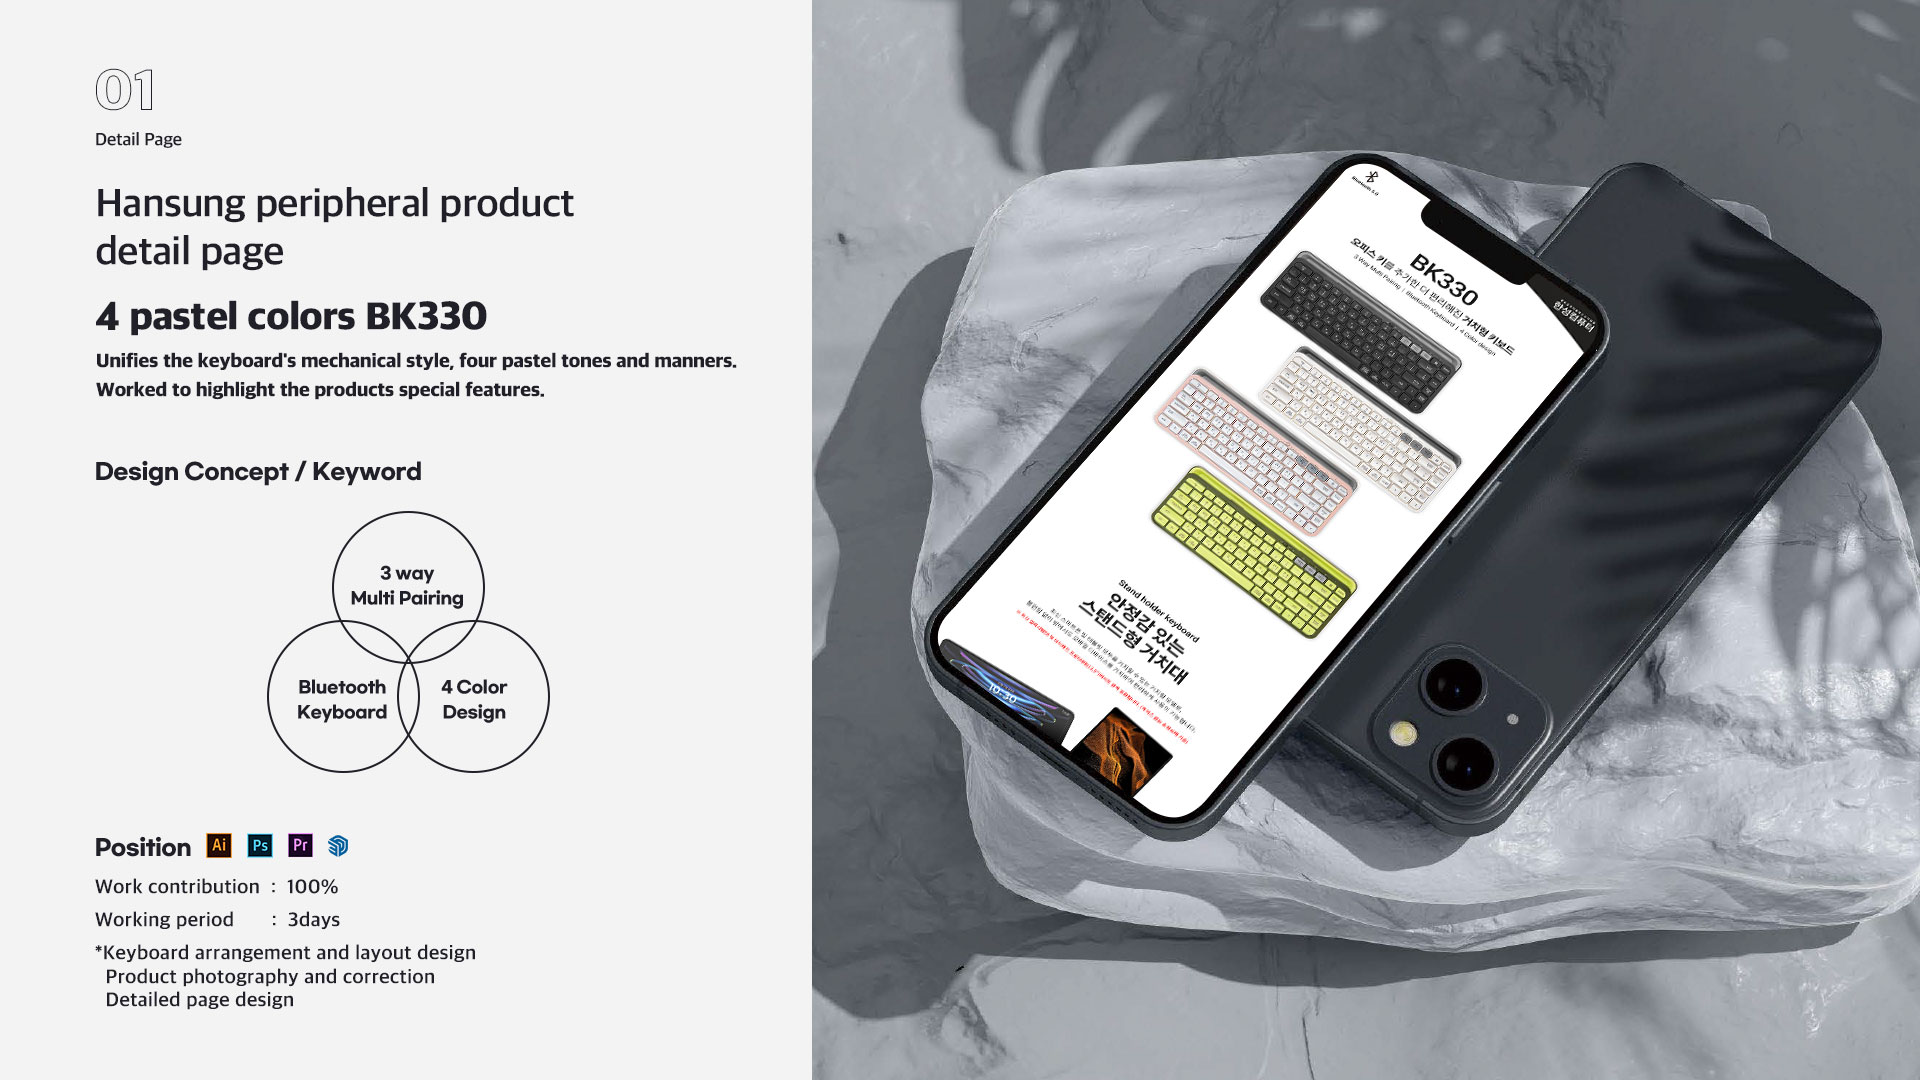 01
Detail Page
Hansung peripheral product
detail page
4 pastel colors BK330
Unifies the keyboard's mechanical style, four pastel tones and manners.
Worked to highlight the products special features.
Design Concept / Keyword
3 way
Multi Pairing
Bluetooth
Keyboard
4 Color
Design
Position Ai Ps Pr
Work contribution : 100%
Working period : 3days
*Keyboard arrangement and layout design
Product photography and correction
Detailed page design
Bluetooth 5.0
한성컴퓨터
BK330
오피스 키를 추가한 더 편리해진 거치형 키보드
3 Way Multi Pairing | Bluetooth Keyboard | 4 Color design
Stand holder keyboard
안정감 있는
스탠드형 거치대
10:30